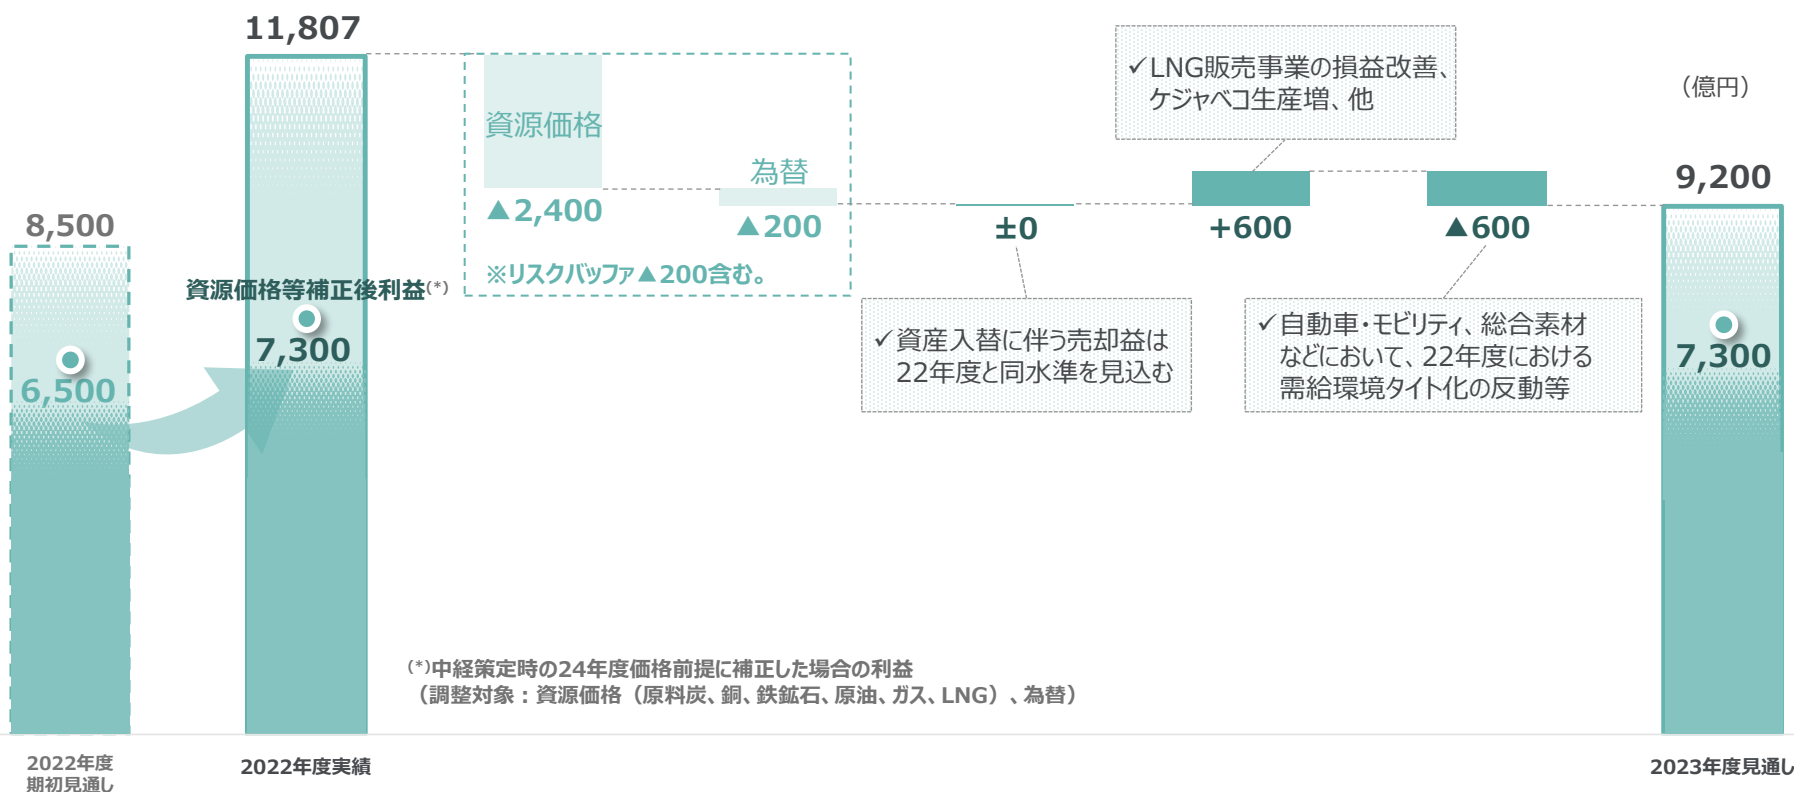 11,807
（億円）
✓LNG販売事業の損益改善、
ケジャベコ生産増、他
資源価格
為替
▲2,400
▲200
※リスクバッファ▲200含む。
±0
+600
▲600
9,200
8,500
資源価格等補正後利益(*)
7,300
6,500
7,300
✓資産入替に伴う売却益は
22年度と同水準を見込む
✓自動車・モビリティ、総合素材
などにおいて、22年度における
需給環境タイト化の反動等
(*)中経策定時の24年度価格前提に補正した場合の利益
（調整対象：資源価格（原料炭、銅、鉄鉱石、原油、ガス、LNG）、為替）
2022年度
期初見通し
2022年度実績
2023年度見通し